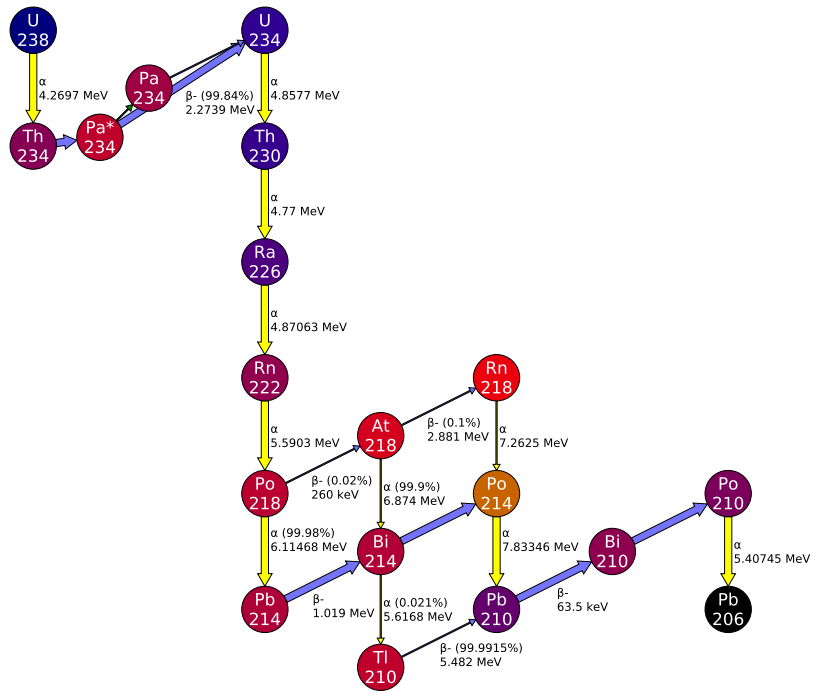 U
238
U
234
Pa
234
α
4.2697 MeV
β- (99.84%)
2.2739 MeV
α
4.8577 MeV
Th
234
Pa*
234
Th
230
α
4.77 MeV
Ra
226
α
4.87063 MeV
Rn
222
Rn
218
α
5.5903 MeV
At
218
β- (0.1%)
2.881 MeV
α
7.2625 MeV
Po
218
β- (0.02%)
260 keV
α (99.9%)
6.874 MeV
Po
214
Po
210
α (99.98%)
6.11468 MeV
Bi
214
α
7.83346 MeV
Bi
210
α
5.40745 MeV
Pb
214
β-
1.019 MeV
α (0.021%)
5.6168 MeV
Pb
210
β-
63.5 keV
Pb
206
Tl
210
β- (99.9915%)
5.482 MeV